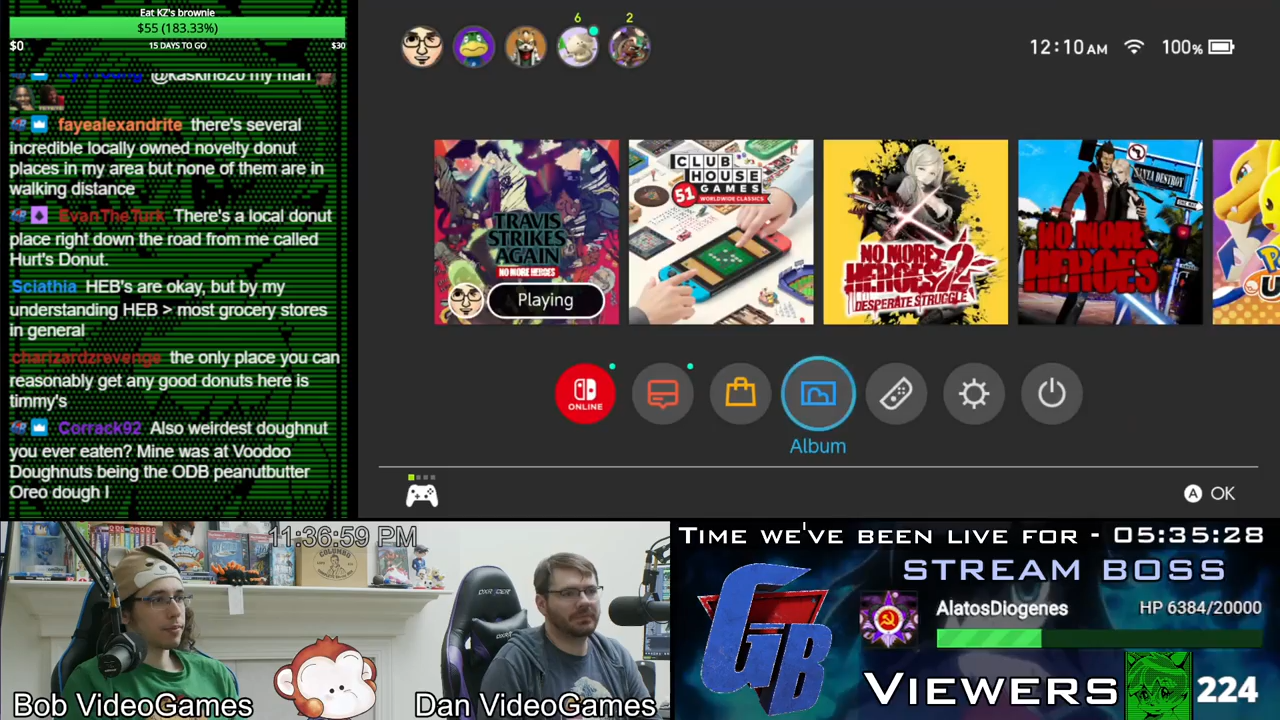 Eat KZ's brownie
$55 (183.33%)
$0 15 DAYS TO GO $30
@kaskin620 my man
fayealexandrite there's several
incredible locally owned novelty donut
places in my area but none of them are in
walking distance
EvanTheTurk There's a local donut
place right down the road from me called
Hurt's Donut.
Sciathia HEB's are okay, but by my
understanding HEB > most grocery stores
in general
charizardzrevenge the only place you can
reasonably get any good donuts here is
timmy's
Corrack92 Also weirdest doughnut
you ever eaten? Mine was at Voodoo
Doughnuts being the ODB peanutbutter
Oreo dough I
6 2
12:10 AM 100%
TRAVIS
STRIKES
AGAIN
NO MORE HEROES
Playing
CLUB
HOUSE
GAMES
51 WORLDWIDE CLASSICS
NO MORE
HEROES 2
DESPERATE STRUGGLE
SANTA DESTROY
NO MORE
HEROES
ONLINE
Album
A OK
11:36:59 PM
COLUMBO
DXRACER
Bob VideoGames
Dan VideoGames
TIME WE'VE BEEN LIVE FOR - 05:35:28
STREAM BOSS
AlatosDiogenes HP 6384/20000
GB
VIEWERS 224